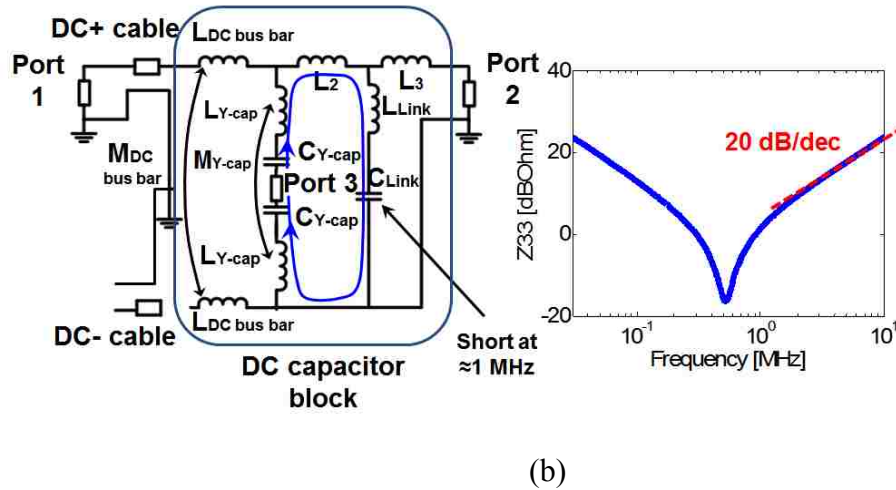 DC+ cable
L DC bus bar
Port 1
L2
L3
Port 2
LY-cap
LLink
MDC bus bar
MY-cap
CY-cap
Port 3
CLink
CY-cap
LY-cap
DC- cable
LDC bus bar
Short at ≈1 MHz
DC capacitor block
40
20
0
-20
Z33 [dBOhm]
20 dB/dec
10-1
100
101
Frequency [MHz]
(b)